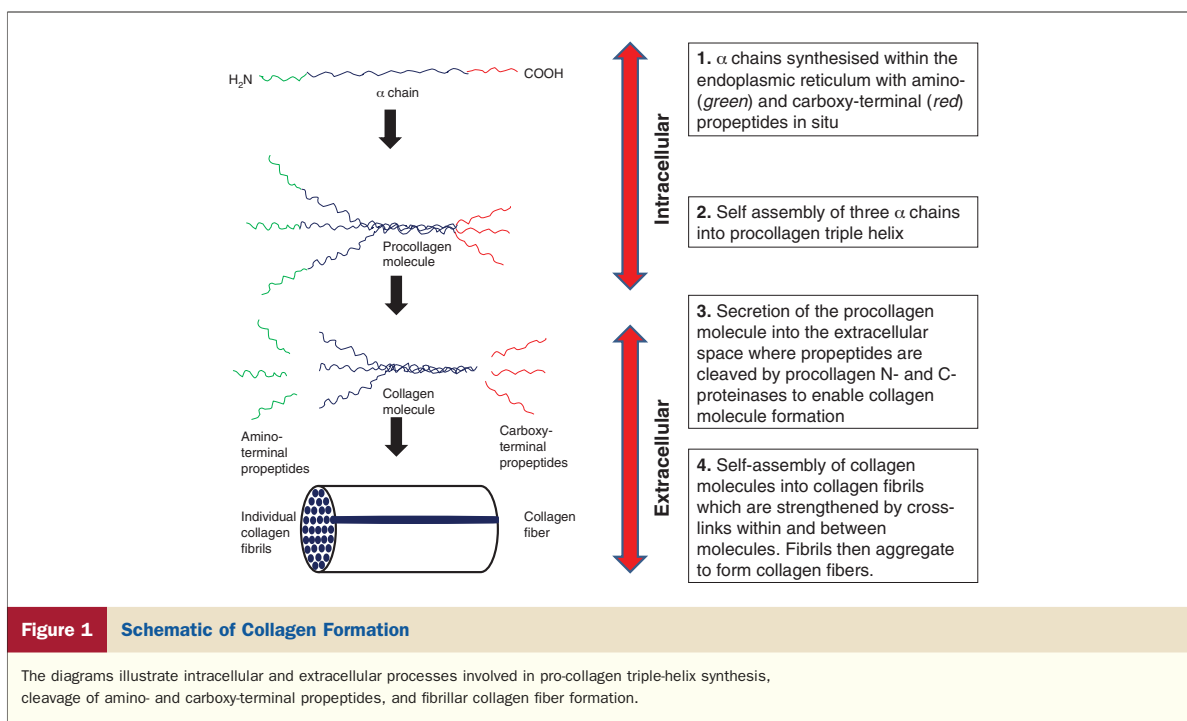 H2N
COOH
α chain
Procollagen
molecule
Collagen
molecule
Amino-
terminal
propeptides
Carboxy-
terminal
propeptides
Individual
collagen
fibrils
Collagen
fiber
Intracellular
Extracellular
1. α chains synthesised within the
endoplasmic reticulum with amino-
(green) and carboxy-terminal (red)
propeptides in situ
2. Self assembly of three α chains
into procollagen triple helix
3. Secretion of the procollagen
molecule into the extracellular
space where propeptides are
cleaved by procollagen N- and C-
proteinases to enable collagen
molecule formation
4. Self-assembly of collagen
molecules into collagen fibrils
which are strengthened by cross-
links within and between
molecules. Fibrils then aggregate
to form collagen fibers.
Figure 1 Schematic of Collagen Formation
The diagrams illustrate intracellular and extracellular processes involved in pro-collagen triple-helix synthesis,
cleavage of amino- and carboxy-terminal propeptides, and fibrillar collagen fiber formation.